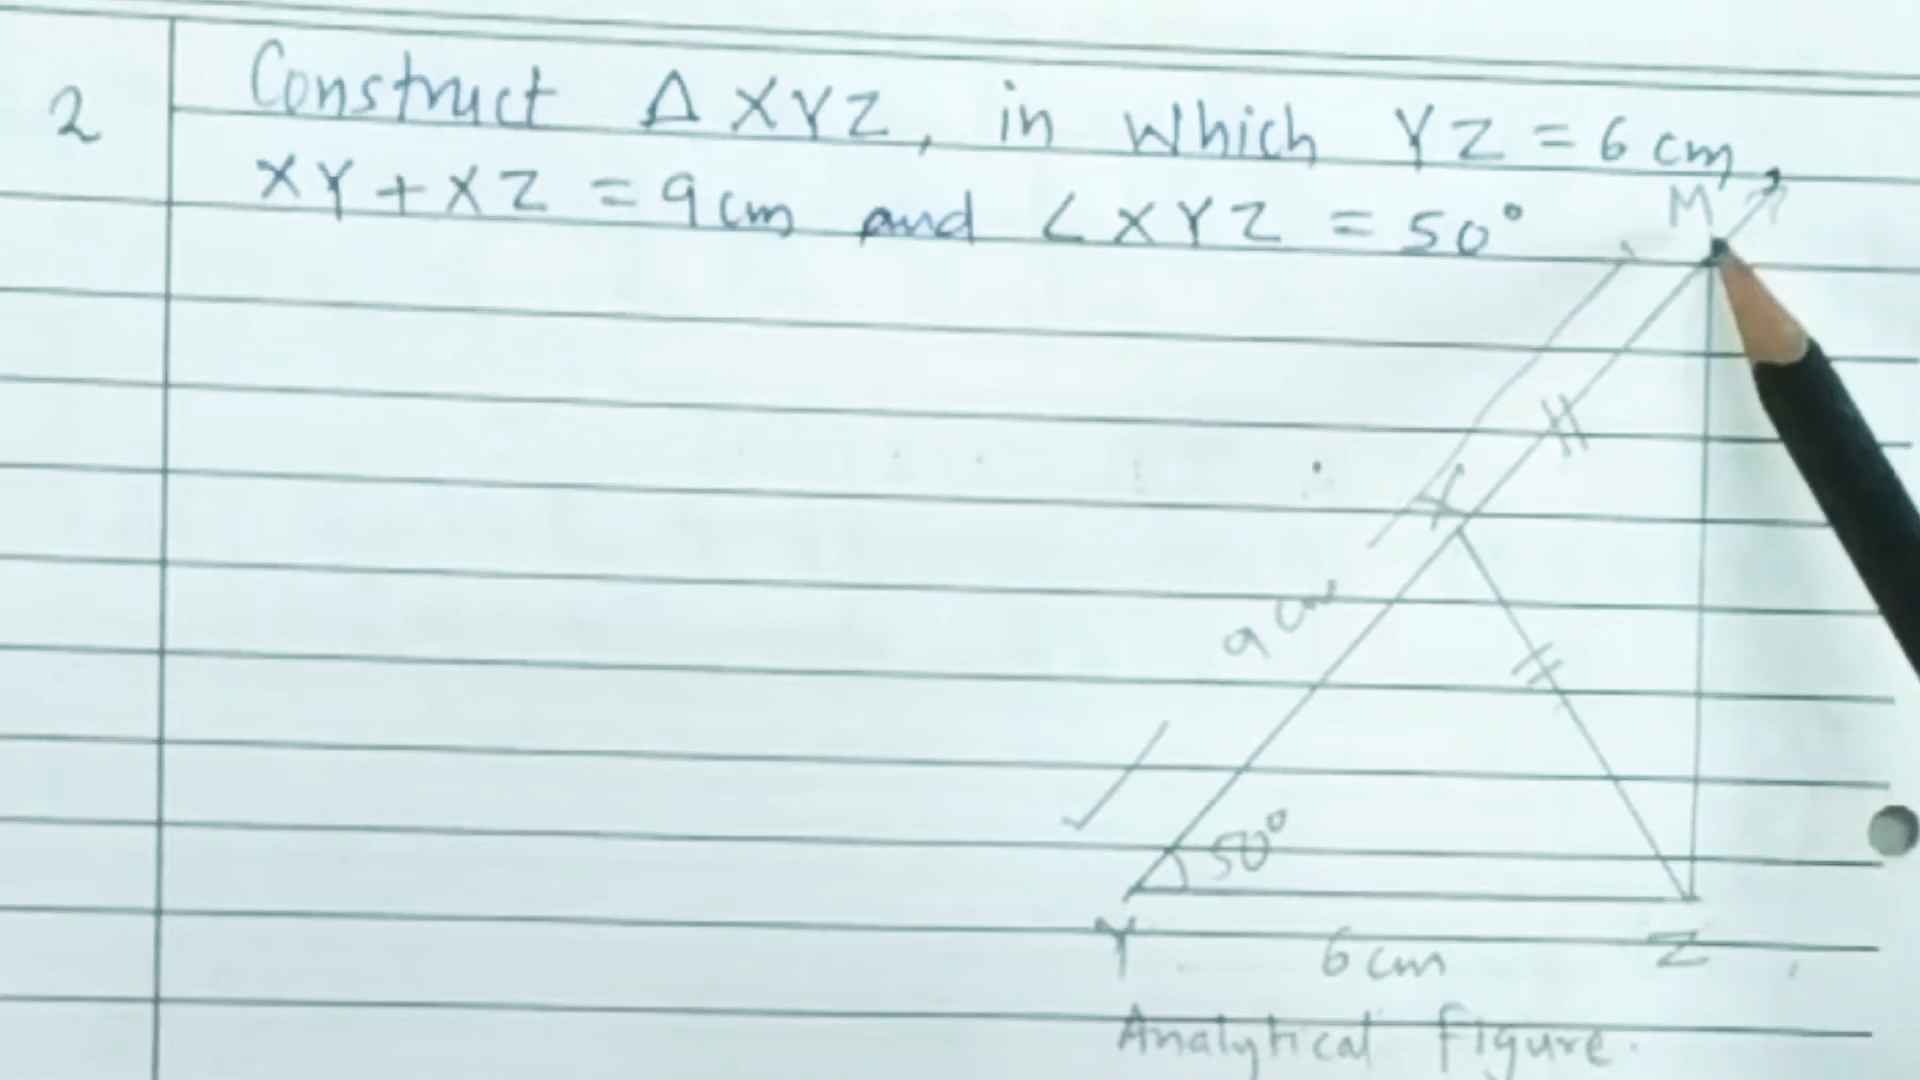 2
Construct Δ XYZ, in which YZ = 6 cm,
XY + XZ = 9 cm and ∠XYZ = 50°
M
X
9 cm
50°
Y
6 cm
Z
Analytical Figure.